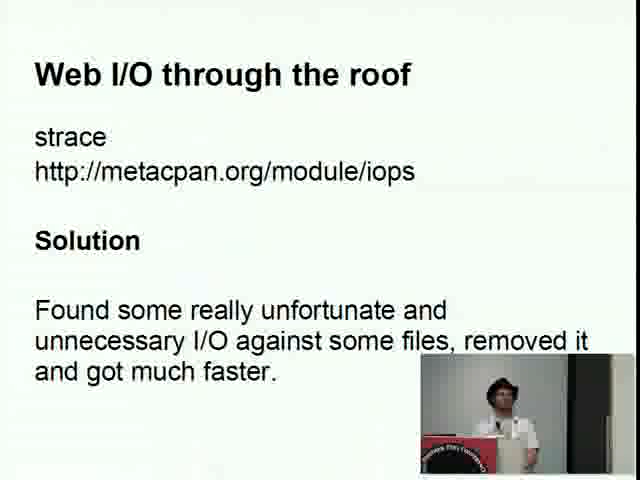 Web I/O through the roof
strace
http://metacpan.org/module/iops
Solution
Found some really unfortunate and
unnecessary I/O against some files, removed it
and got much faster.